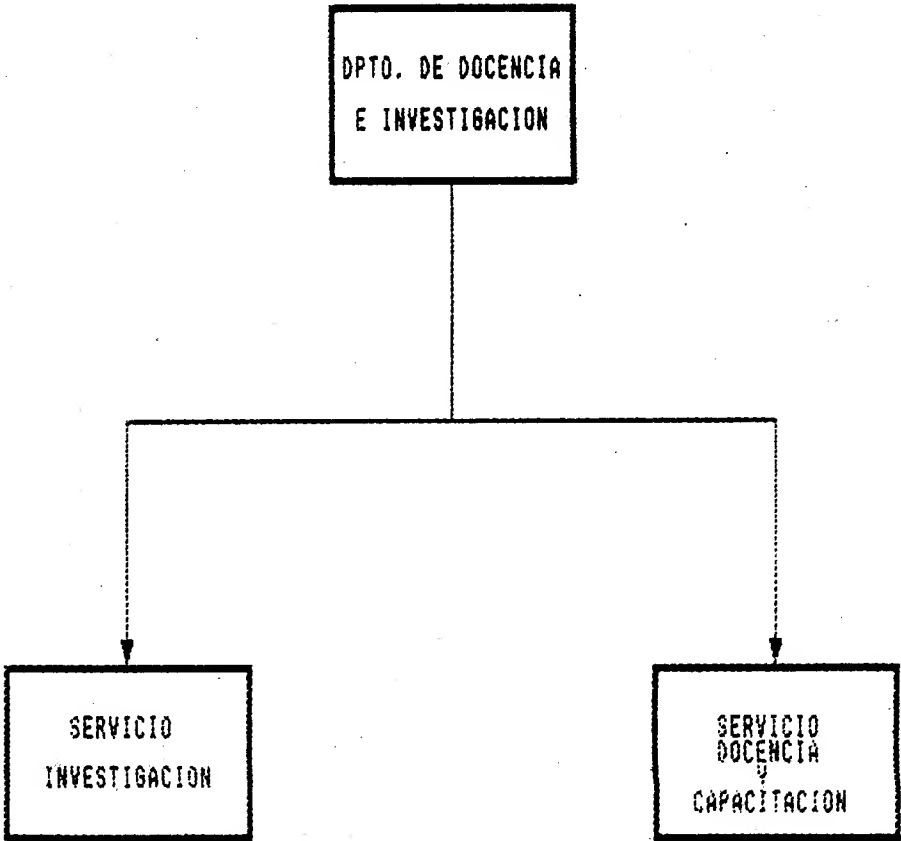 DPTO. DE DOCENCIA
E INVESTIGACION
SERVICIO
INVESTIGACION
SERVICIO
DOCENCIA
Y
CAPACITACION